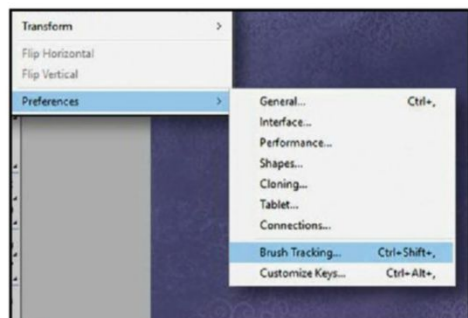 Transform >
Flip Horizontal
Flip Vertical
Preferences >
General... Ctrl+,
Interface...
Performance...
Shapes...
Cloning...
Tablet...
Connections...
Brush Tracking... Ctrl+Shift+,
Customize Keys... Ctrl+Alt+,